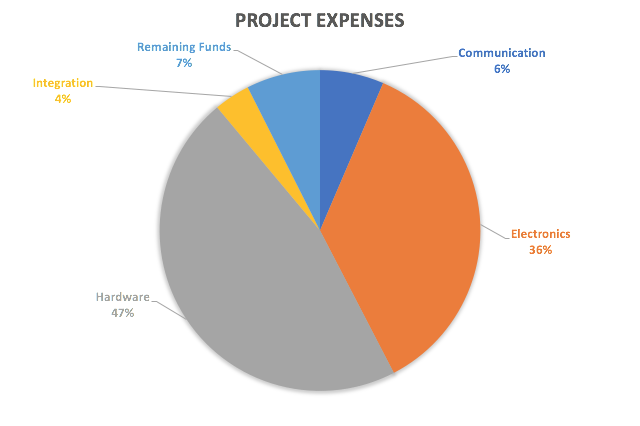 PROJECT EXPENSES
Remaining Funds
7%
Communication
6%
Integration
4%
Electronics
36%
Hardware
47%